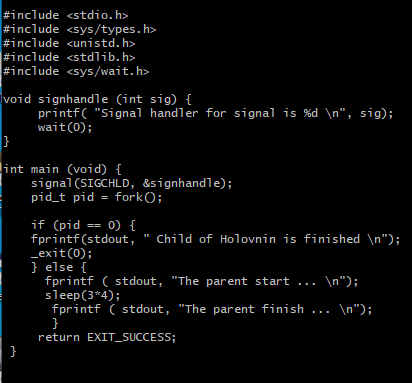 #include <stdio.h>
#include <sys/types.h>
#include <unistd.h>
#include <stdlib.h>
#include <sys/wait.h>
void signhandle (int sig) {
printf( "Signal handler for signal is %d \n", sig);
wait(0);
}
int main (void) {
signal(SIGCHLD, &signhandle);
pid_t pid = fork();
if (pid == 0) {
fprintf(stdout, " Child of Holovnin is finished \n");
_exit(0);
} else {
fprintf ( stdout, "The parent start ... \n");
sleep(3*4);
fprintf ( stdout, "The parent finish ... \n");
}
return EXIT_SUCCESS;
}